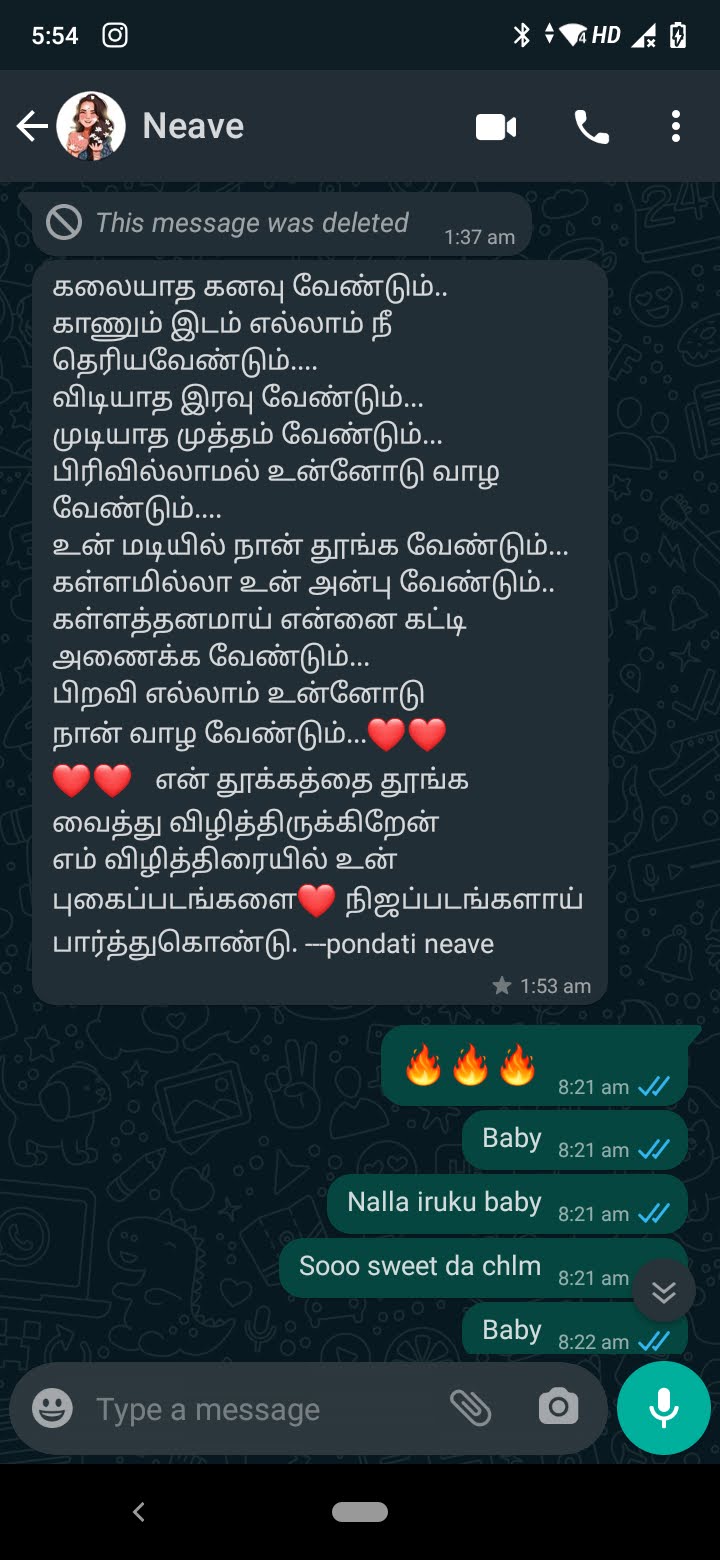 5:54
4 HD
Neave
This message was deleted 1:37 am
கலையாத கனவு வேண்டும்..
காணும் இடம் எல்லாம் நீ
தெரியவேண்டும்....
விடியாத இரவு வேண்டும்...
முடியாத முத்தம் வேண்டும்...
பிரிவில்லாமல் உன்னோடு வாழ
வேண்டும்....
உன் மடியில் நான் தூங்க வேண்டும்...
கள்ளமில்லா உன் அன்பு வேண்டும்..
கள்ளத்தனமாய் என்னை கட்டி
அணைக்க வேண்டும்...
பிறவி எல்லாம் உன்னோடு
நான் வாழ வேண்டும்...❤️❤️
❤️❤️ என் தூக்கத்தை தூங்க
வைத்து விழித்திருக்கிறேன்
எம் விழித்திரையில் உன்
புகைப்படங்களை❤️ நிஜப்படங்களாய்
பார்த்துகொண்டு. —pondati neave
1:53 am
🔥🔥🔥 8:21 am
Baby 8:21 am
Nalla iruku baby 8:21 am
Sooo sweet da chlm 8:21 am
Baby 8:22 am
Type a message